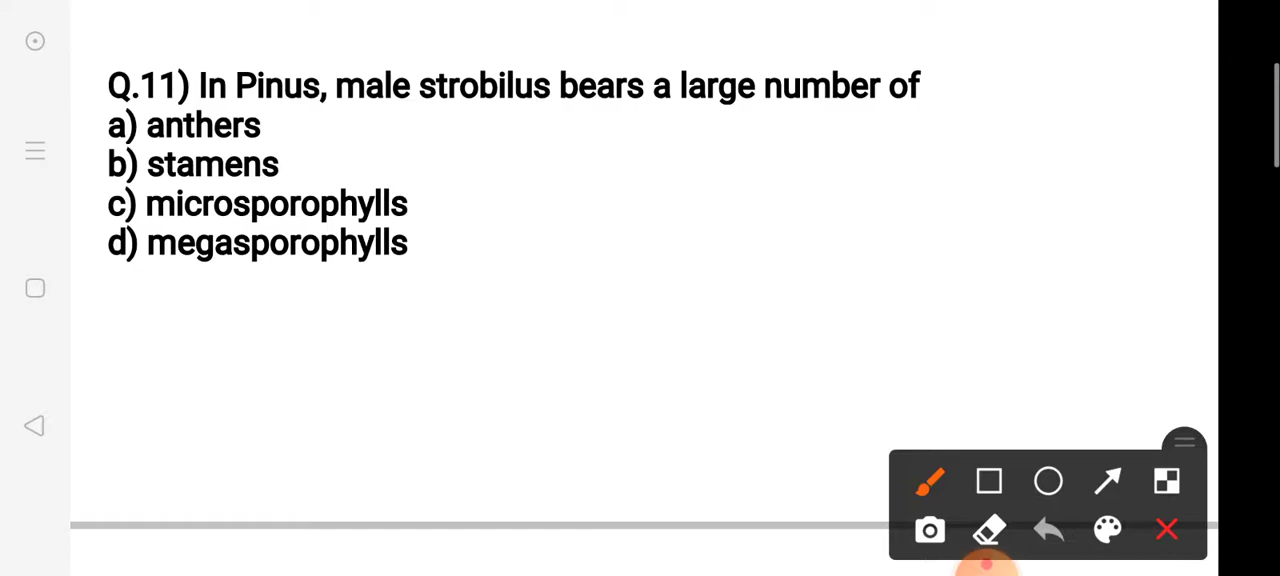 Q.11) In Pinus, male strobilus bears a large number of
a) anthers
b) stamens
c) microsporophylls
d) megasporophylls